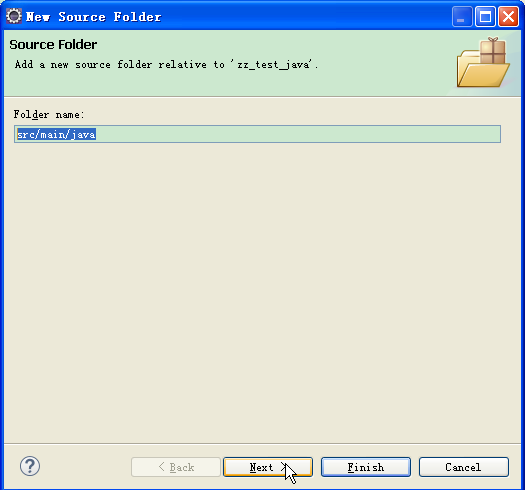 New Source Folder
Source Folder
Add a new source folder relative to 'zz_test_java'.
Folder name:
src/main/java
?
< Back
Next >
Finish
Cancel